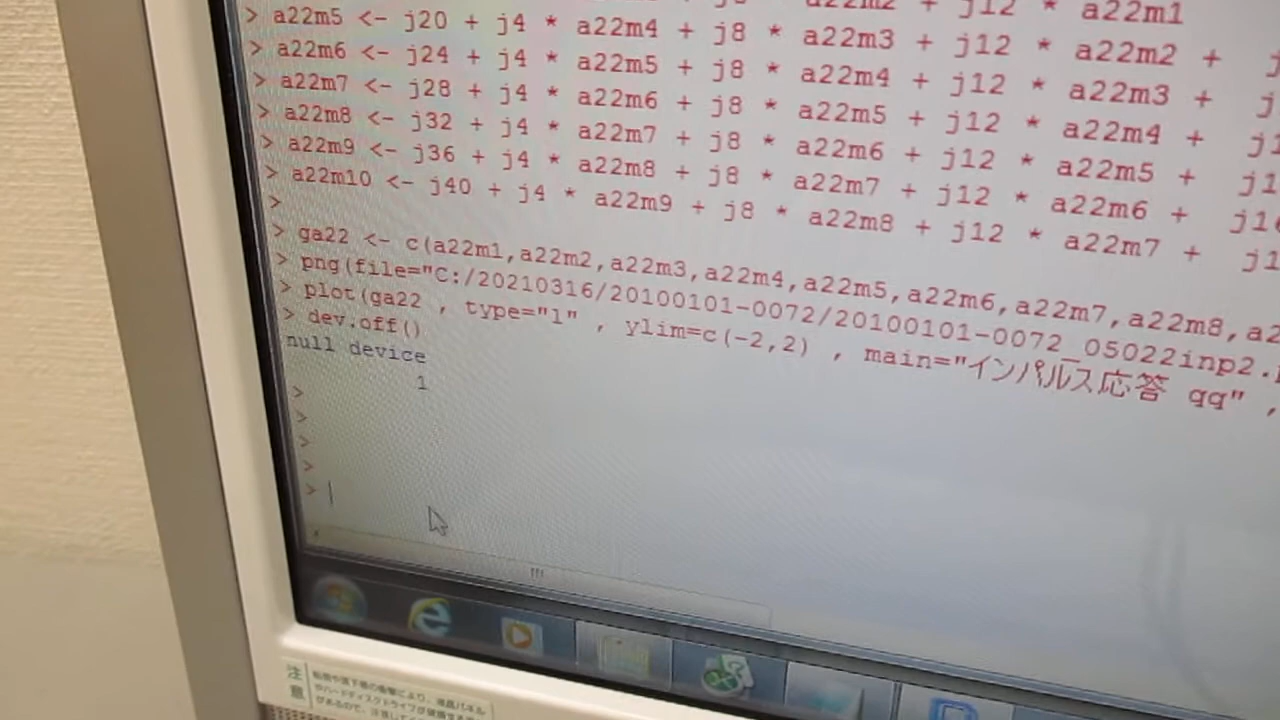 a22m2 + j12 * a22m1
> a22m5 <- j20 + j4 * a22m4 + j8 * a22m3 + j12 * a22m2 +
> a22m6 <- j24 + j4 * a22m5 + j8 * a22m4 + j12 * a22m3 +
> a22m7 <- j28 + j4 * a22m6 + j8 * a22m5 + j12 * a22m4 +
> a22m8 <- j32 + j4 * a22m7 + j8 * a22m6 + j12 * a22m5 +
> a22m9 <- j36 + j4 * a22m8 + j8 * a22m7 + j12 * a22m6 +
> a22m10 <- j40 + j4 * a22m9 + j8 * a22m8 + j12 * a22m7 +
>
> ga22 <- c(a22m1,a22m2,a22m3,a22m4,a22m5,a22m6,a22m7,a22m8,
> png(file="C:/20210316/20100101-0072/20100101-0072_05022inp2.
> plot(ga22 , type="l" , ylim=c(-2,2) , main="インパルス応答 qq" ,
> dev.off()
null device
1
>
>
>
>
>
注意